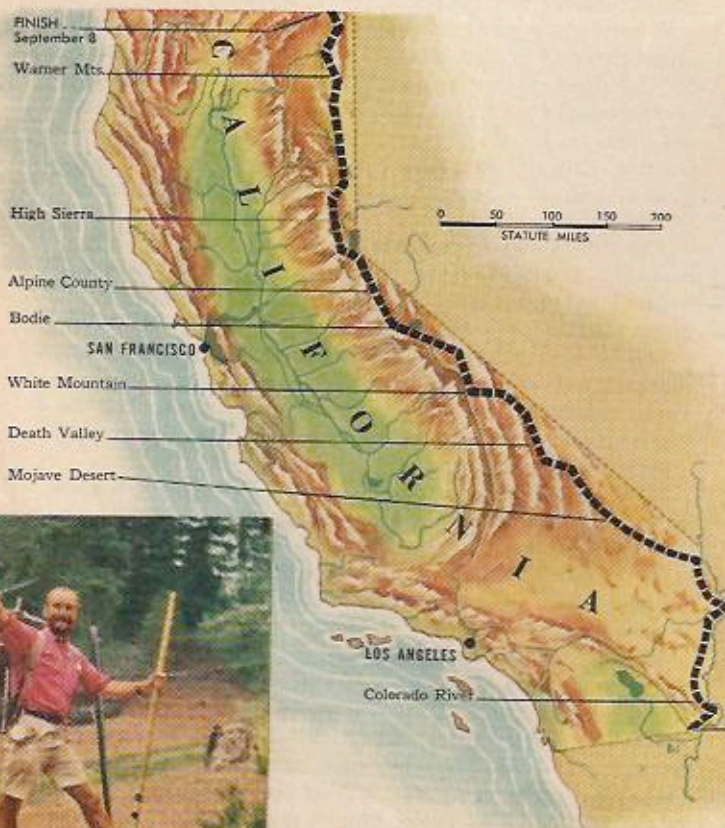 FINISH
September 8
Warner Mts.
CALIFORNIA
High Sierra
0 50 100 150 200
STATUTE MILES
Alpine County
Bodie
SAN FRANCISCO
White Mountain
Death Valley
Mojave Desert
LOS ANGELES
Colorado River